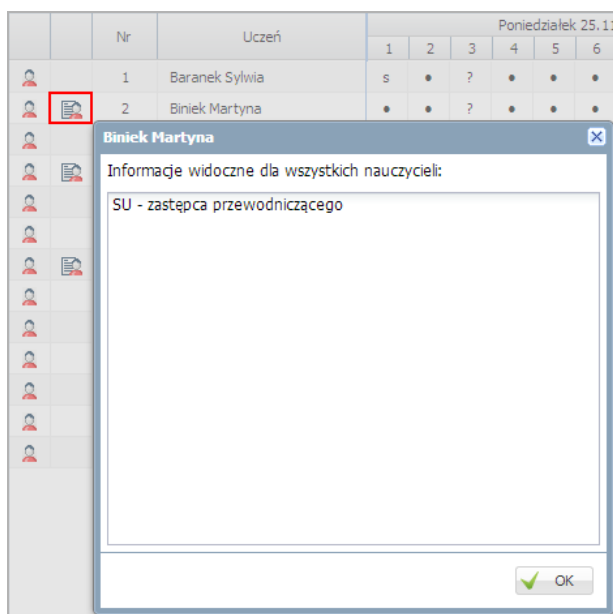 Nr Uczeń Poniedziałek 25.11
1 2 3 4 5 6
1 Baranek Sylwia s • ? • • •
2 Biniek Martyna • • ? • • •
Biniek Martyna
Informacje widoczne dla wszystkich nauczycieli:
SU - zastępca przewodniczącego
OK